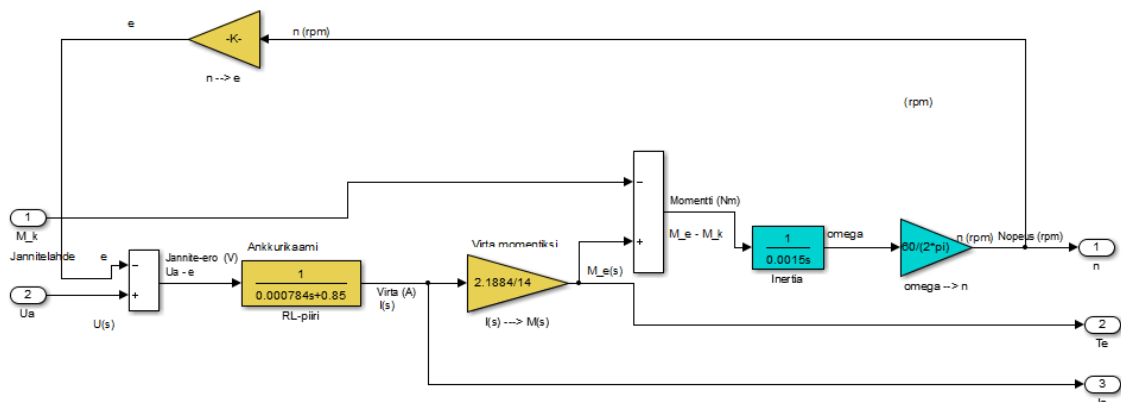 e
-K-
n (rpm)
n --> e
(rpm)
1
M_k
Jannitelahde
e
−
+
2
Ua
U(s)
Jannite-ero (V)
Ua - e
Ankkurikaami
1
0.000784s+0.85
RL-piiri
Virta (A)
I(s)
Virta momentiksi
2.1884/14
I(s) ---> M(s)
M_e(s)
−
+
Momentti (Nm)
M_e - M_k
1
0.0015s
Inertia
omega
60/(2*pi)
omega --> n
n (rpm)
Nopeus (rpm)
1
n
2
Te
3